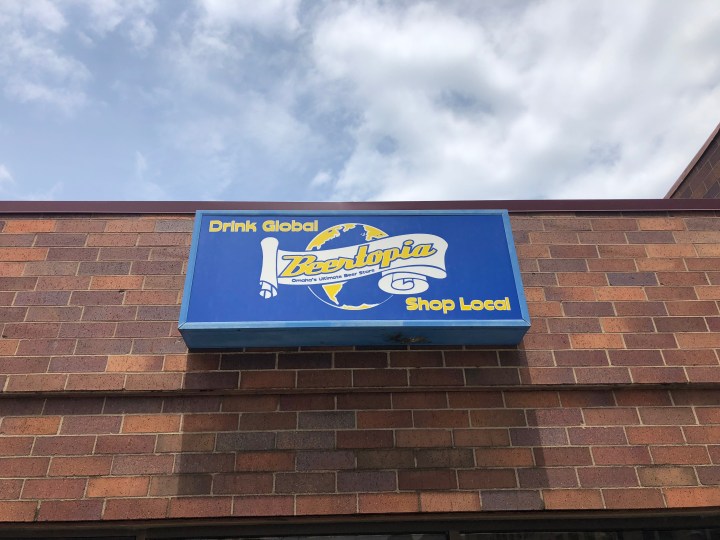 Drink Global
Beertopia
Omaha's Ultimate Beer Store
Shop Local